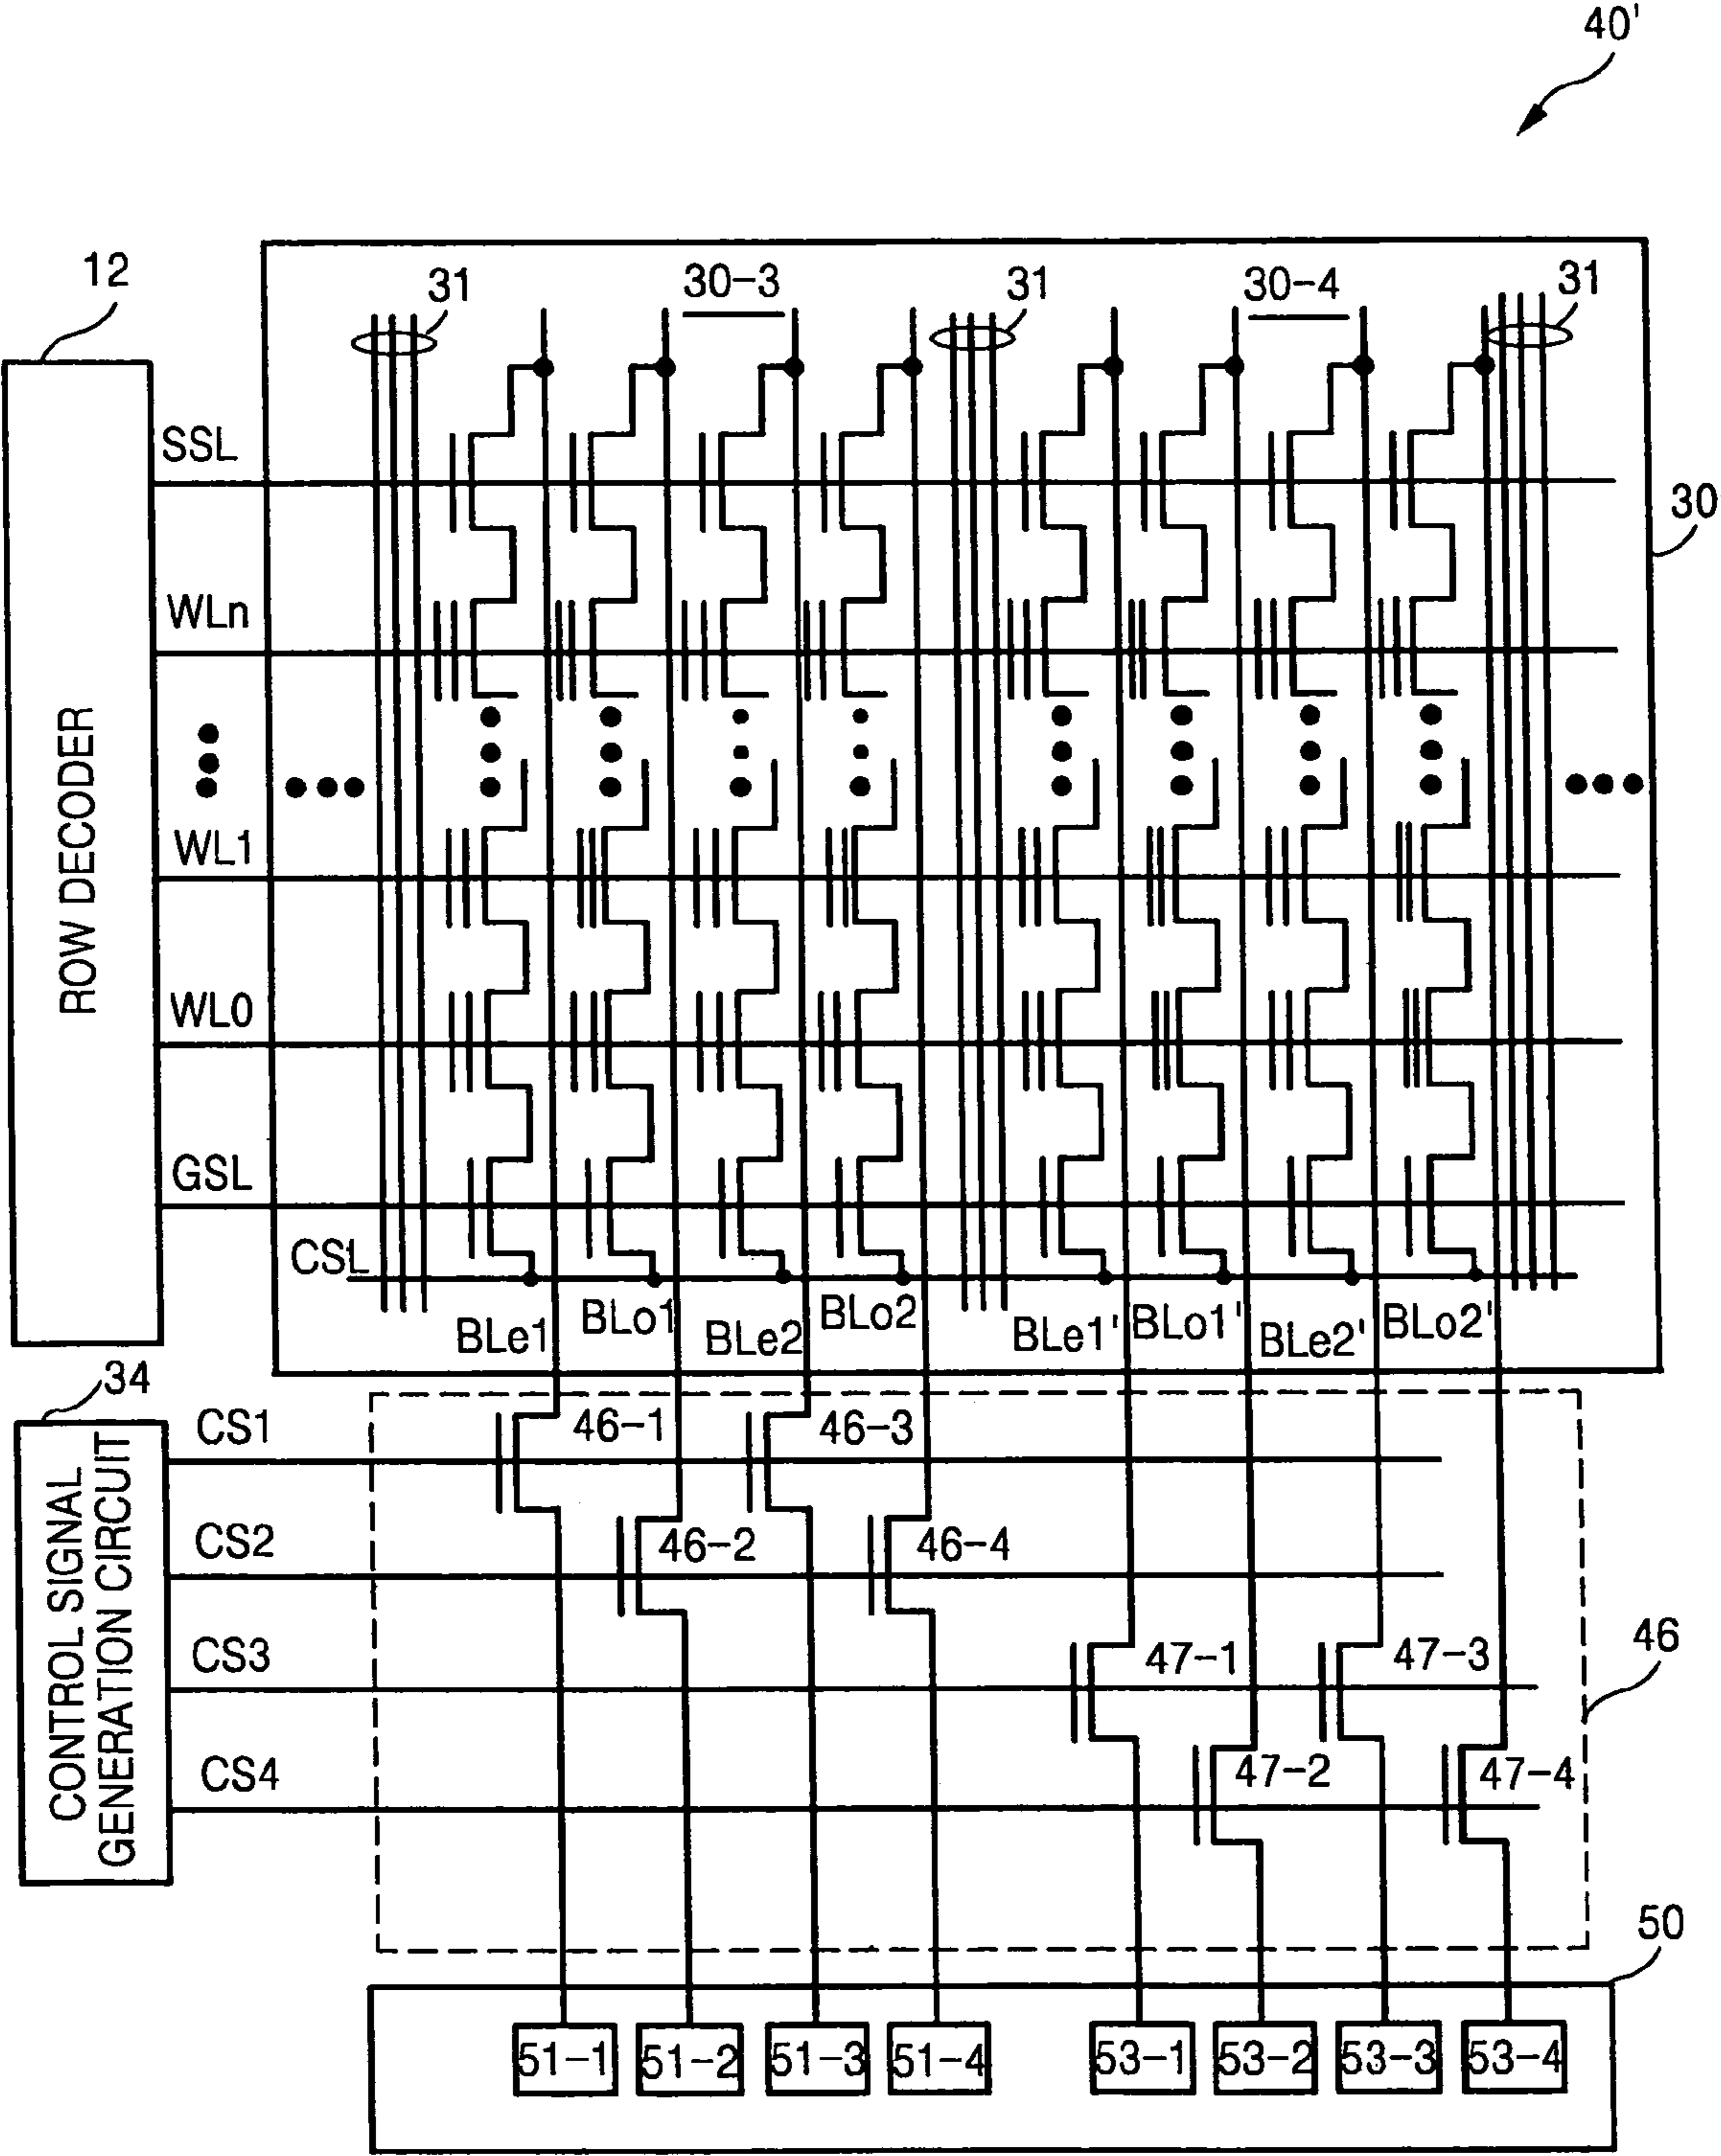 40'
12
31
30-3
31
30-4
31
SSL
30
WLn
ROW DECODER
WL1
WL0
GSL
CSL
BLe1
BLo1
BLe2
BLo2
BLe1'
BLo1'
BLe2'
BLo2'
34
CONTROL SIGNAL
GENERATION CIRCUIT
CS1
46-1
46-3
CS2
46-2
46-4
CS3
47-1
47-3
46
CS4
47-2
47-4
50
51-1
51-2
51-3
51-4
53-1
53-2
53-3
53-4